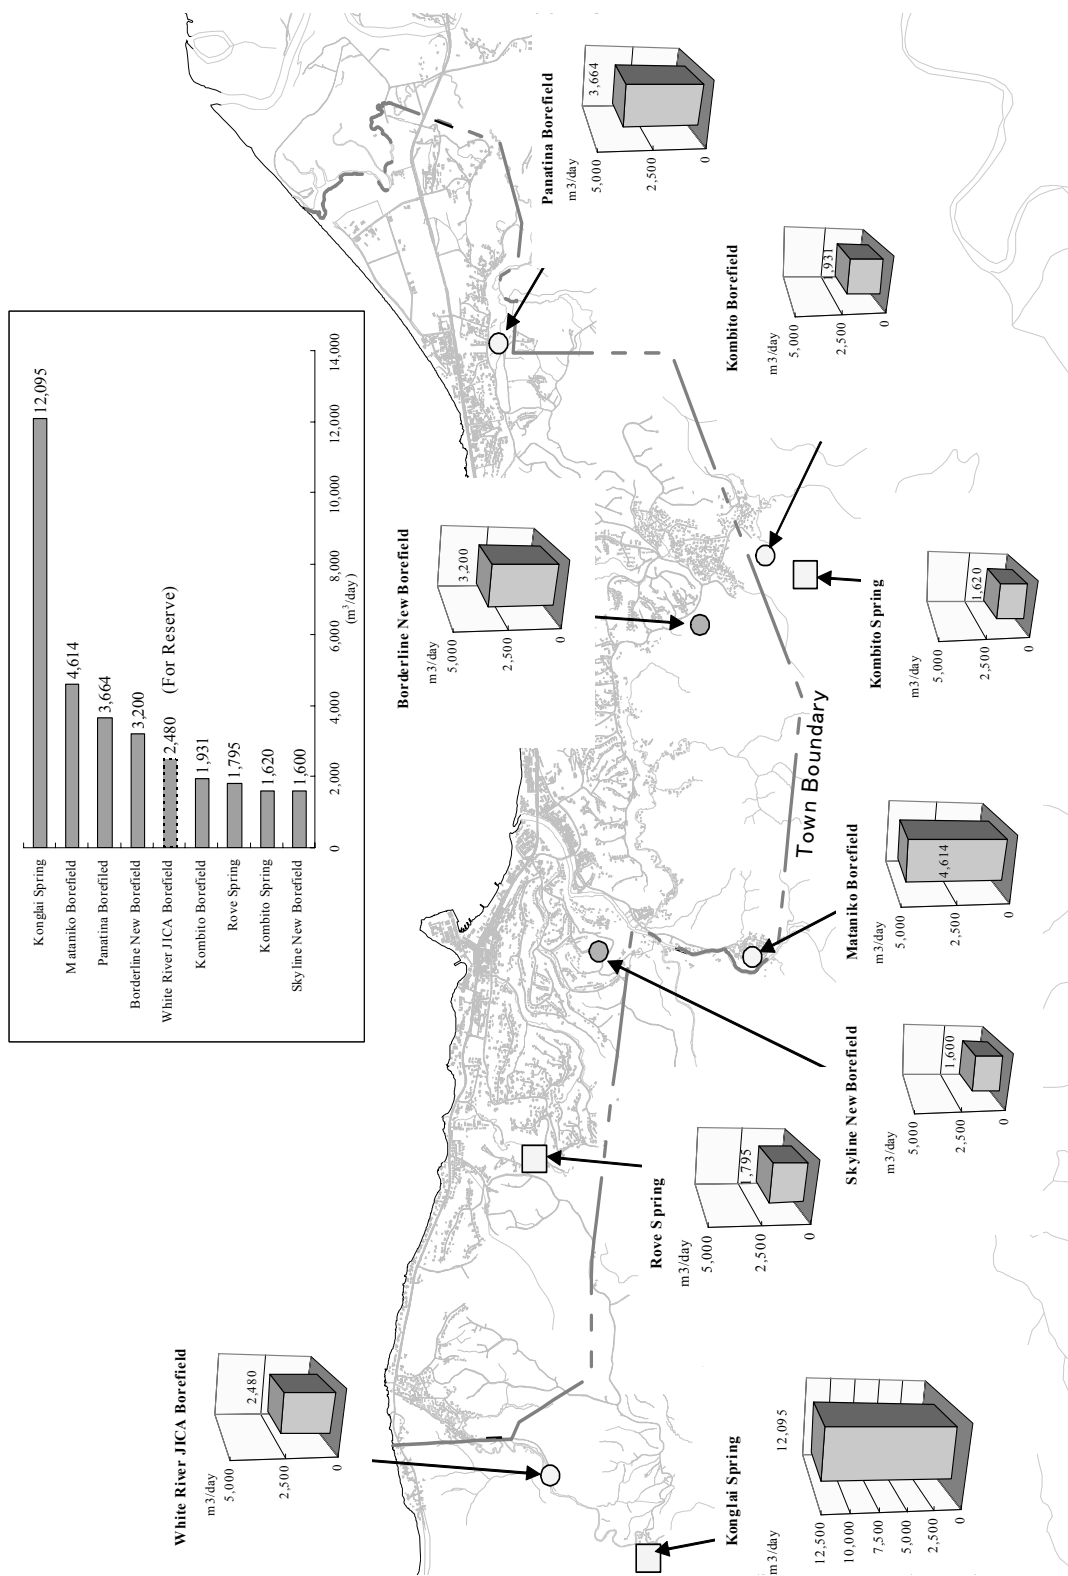 Konglai Spring
Mataniko Borefield
Panatina Borefiled
Borderline New Borefield
White River JICA Borefield
Kombito Borefield
Rove Spring
Kombito Spring
Skyline New Borefield
12,095
4,614
3,664
3,200
2,480 (For Reserve)
1,931
1,795
1,620
1,600
0
2,000
4,000
6,000
8,000
10,000
12,000
14,000
(m³/day)
Panatina Borefield
m3/day
5,000
2,500
0
3,664
Kombito Borefield
m3/day
5,000
2,500
0
,931
Borderline New Borefield
m3/day
5,000
2,500
0
3,200
Kombito Spring
m3/day
5,000
2,500
0
1,620
Town Boundary
Mataniko Borefield
m3/day
5,000
2,500
0
4,614
Skyline New Borefield
m3/day
5,000
2,500
0
1,600
Rove Spring
m3/day
5,000
2,500
0
1,795
White River JICA Borefield
m3/day
5,000
2,500
0
2,480
Konglai Spring
m3/day
12,500
10,000
7,500
5,000
2,500
0
12,095